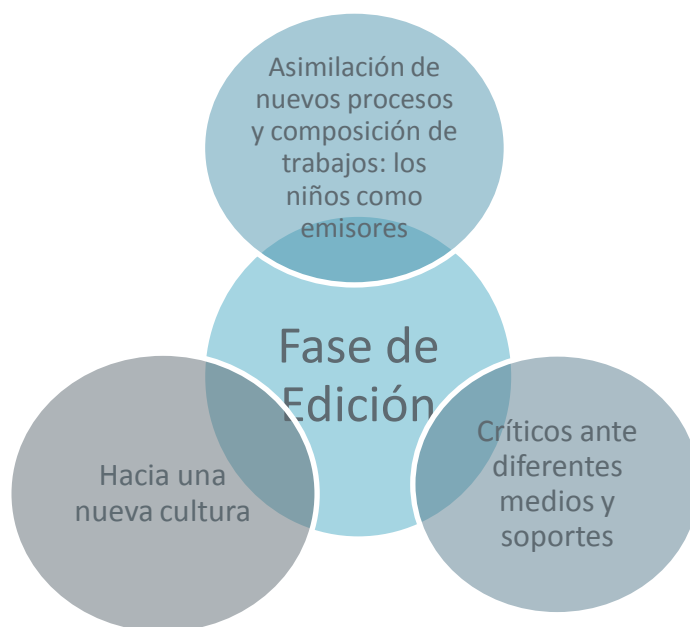 Asimilación de
nuevos procesos
y composición de
trabajos: los
niños como
emisores
Fase de
Edición
Hacia una
nueva cultura
Críticos ante
diferentes
medios y
soportes